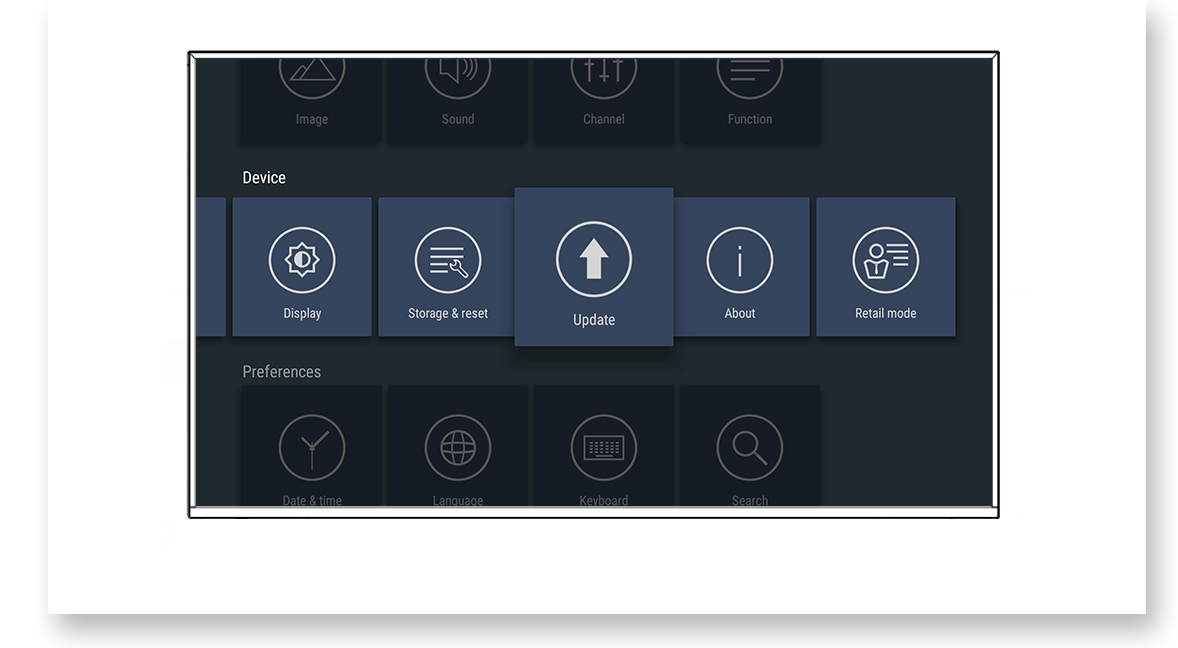 Image Sound Channel Function
Device
Display Storage & reset Update About Retail mode
Preferences
Date & time Language Keyboard Search